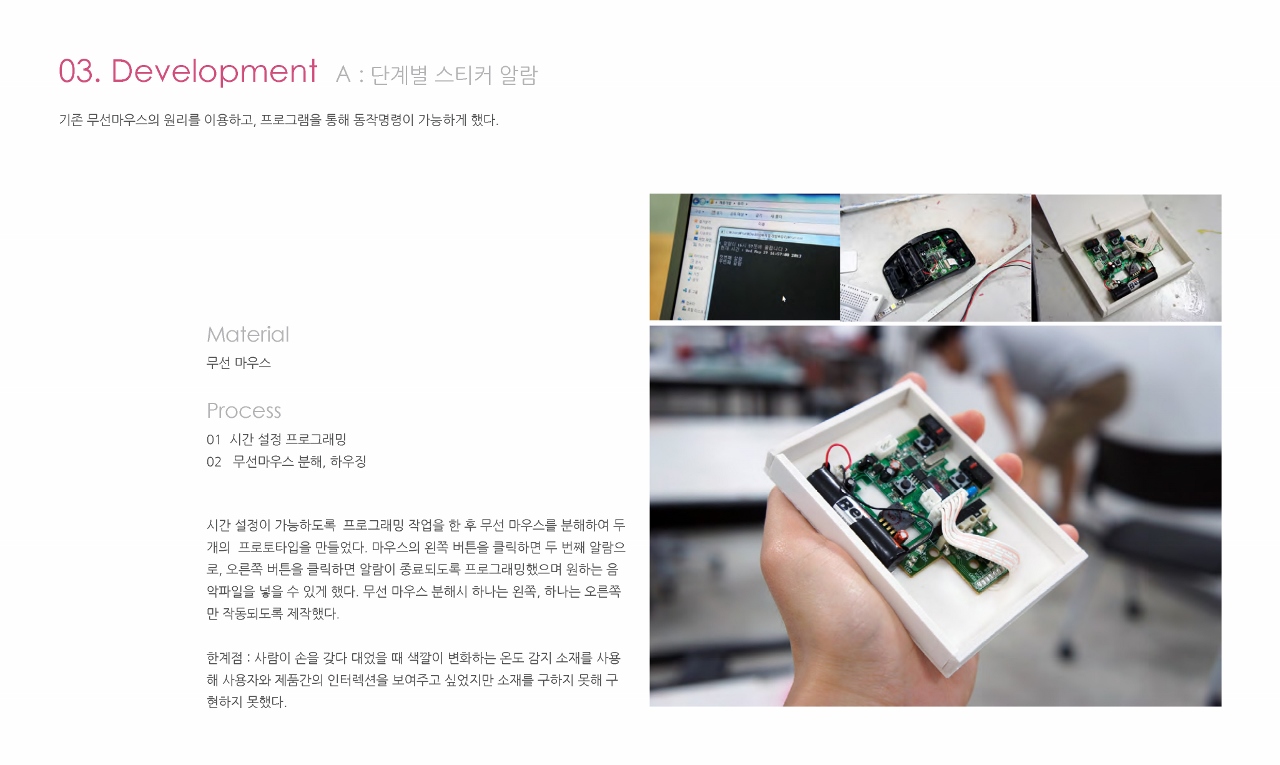 03. Development A : 단계별 스티커 알람
기존 무선마우스의 원리를 이용하고, 프로그램을 통해 동작명령이 가능하게 했다.
Material
무선 마우스
Process
01 시간 설정 프로그래밍
02 무선마우스 분해, 하우징
시간 설정이 가능하도록 프로그래밍 작업을 한 후 무선 마우스를 분해하여 두
개의 프로토타입을 만들었다. 마우스의 왼쪽 버튼을 클릭하면 두 번째 알람으
로, 오른쪽 버튼을 클릭하면 알람이 종료되도록 프로그래밍했으며 원하는 음
악파일을 넣을 수 있게 했다. 무선 마우스 분해시 하나는 왼쪽, 하나는 오른쪽
만 작동되도록 제작했다.
한계점 : 사람이 손을 갖다 대었을 때 색깔이 변화하는 온도 감지 소재를 사용
해 사용자와 제품간의 인터렉션을 보여주고 싶었지만 소재를 구하지 못해 구
현하지 못했다.
Be